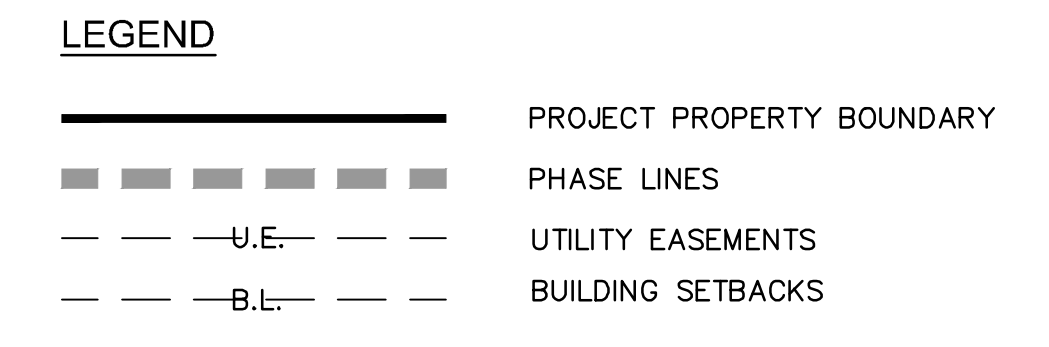 LEGEND
PROJECT PROPERTY BOUNDARY
PHASE LINES
U.E. UTILITY EASEMENTS
B.L. BUILDING SETBACKS